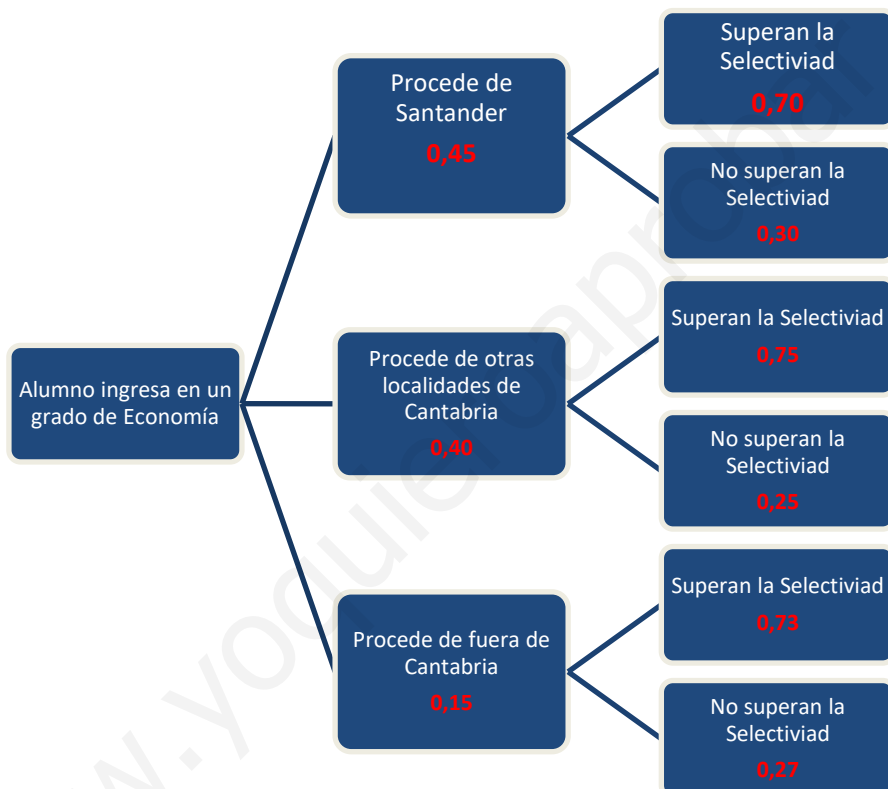 Superan la
Selectiviad
0,70
Procede de
Santander
0,45
No superan la
Selectiviad
0,30
Superan la Selectiviad
0,75
Procede de otras
localidades de
Cantabria
0,40
Alumno ingresa en un
grado de Economía
No superan la
Selectiviad
0,25
Superan la Selectiviad
0,73
Procede de fuera de
Cantabria
0,15
No superan la
Selectiviad
0,27
w.yoquieroaprobar